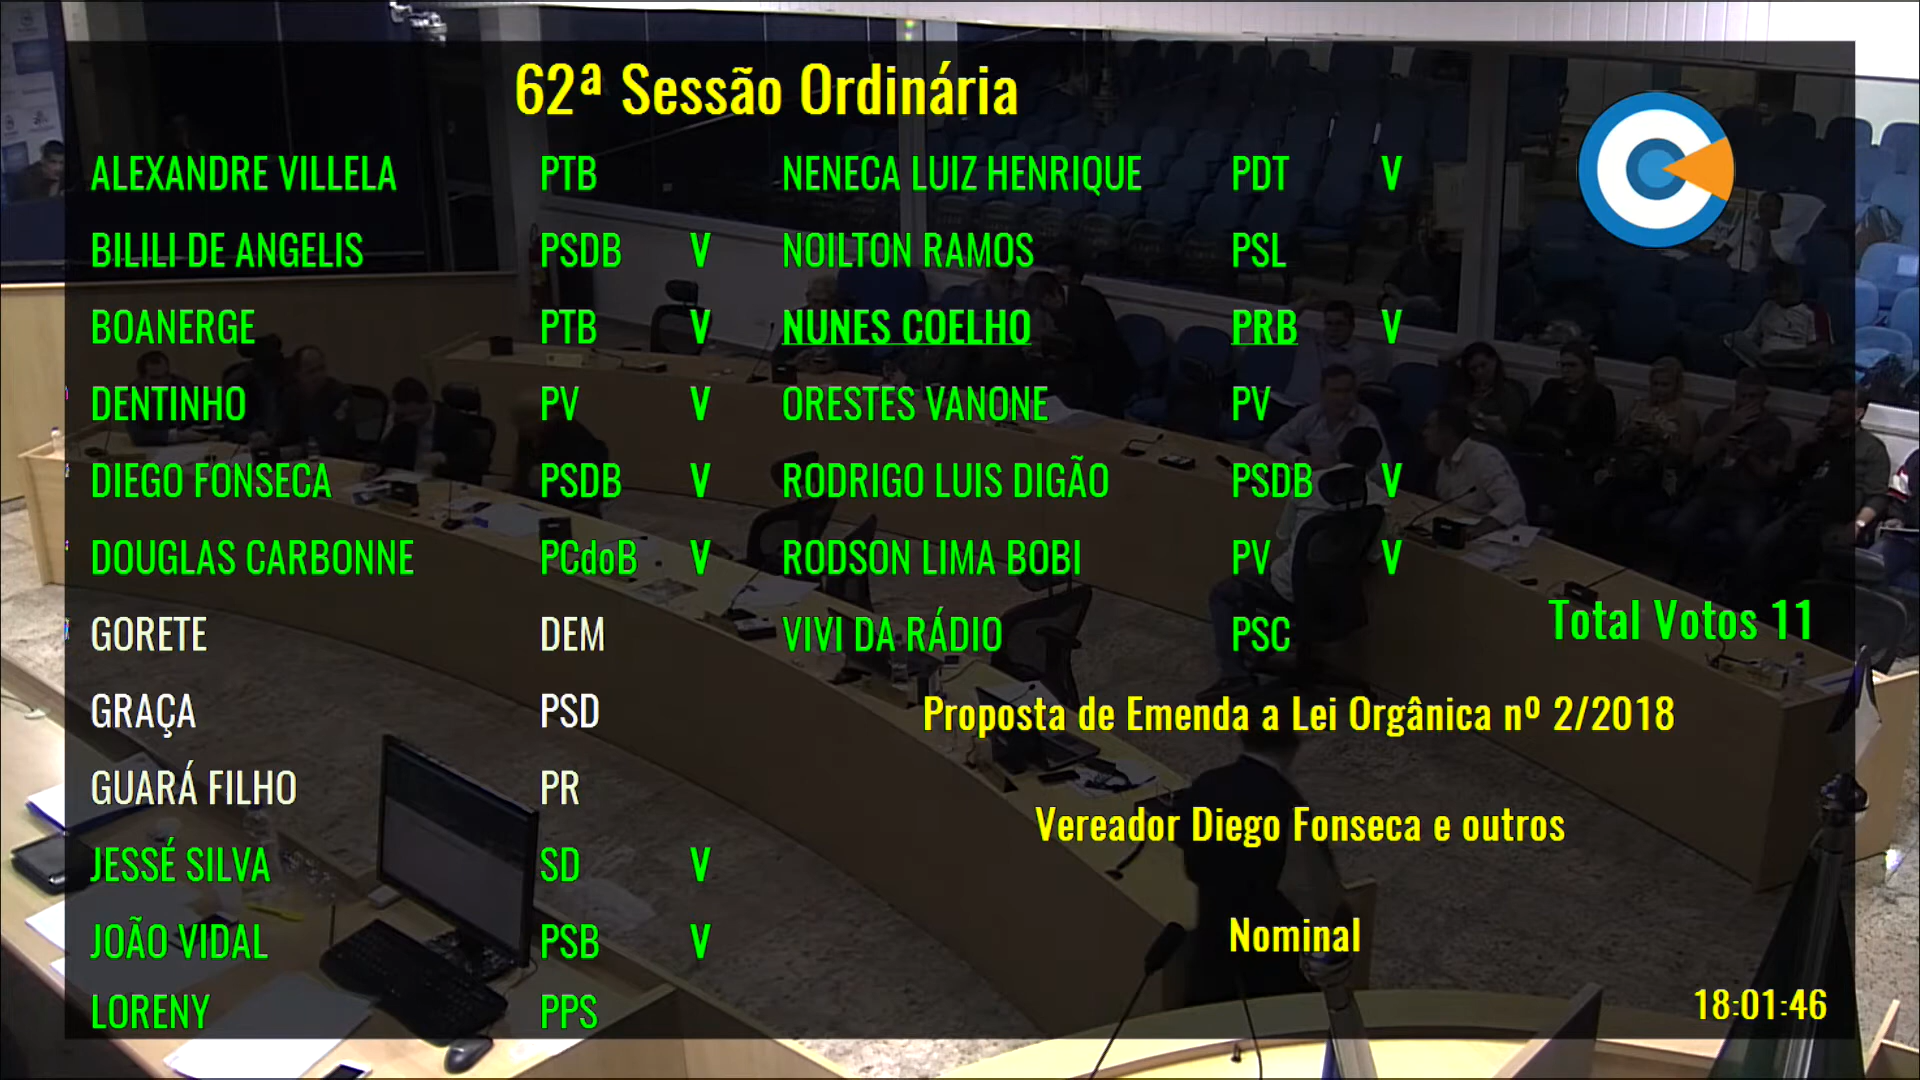 62ª Sessão Ordinária
ALEXANDRE VILLELA PTB
BILILI DE ANGELIS PSDB V
BOANERGE PTB V
DENTINHO PV V
DIEGO FONSECA PSDB V
DOUGLAS CARBONNE PCdoB V
GORETE DEM
GRAÇA PSD
GUARÁ FILHO PR
JESSÉ SILVA SD V
JOÃO VIDAL PSB V
LORENY PPS
NENECA LUIZ HENRIQUE PDT V
NOILTON RAMOS PSL
NUNES COELHO PRB V
ORESTES VANONE PV
RODRIGO LUIS DIGÃO PSDB V
RODSON LIMA BOBI PV V
VIVI DA RÁDIO PSC
Total Votos 11
Proposta de Emenda a Lei Orgânica nº 2/2018
Vereador Diego Fonseca e outros
Nominal
18:01:46